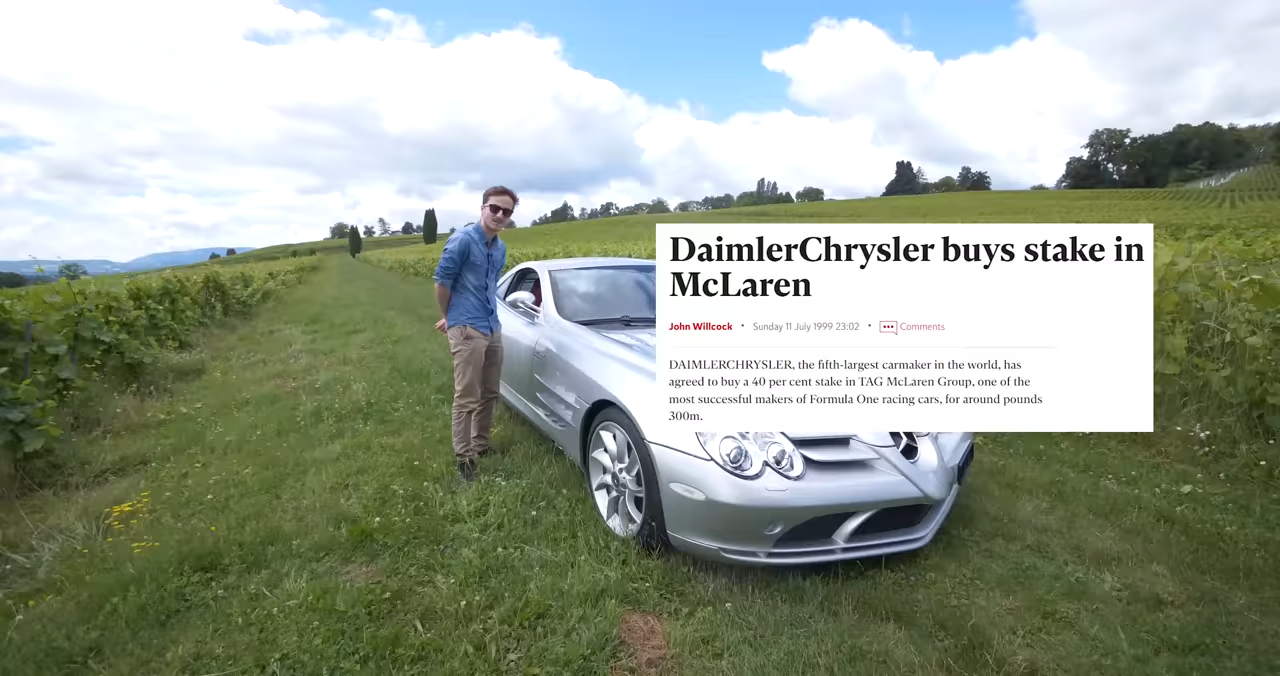 DaimlerChrysler buys stake in
McLaren
John Willcock • Sunday 11 July 1999 23:02 • Comments
DAIMLERCHRYSLER, the fifth-largest carmaker in the world, has
agreed to buy a 40 per cent stake in TAG McLaren Group, one of the
most successful makers of Formula One racing cars, for around pounds
300m.